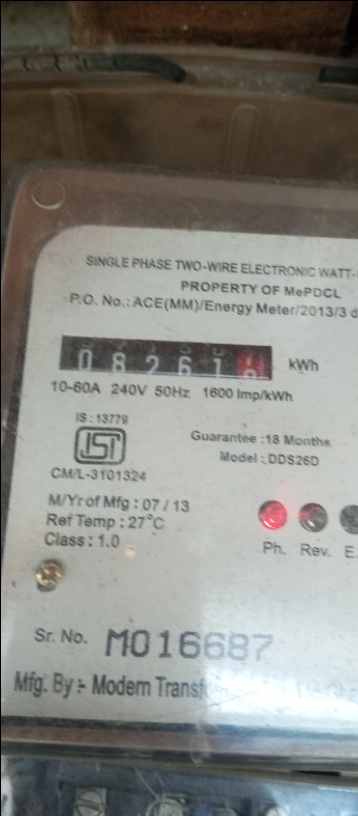 SINGLE PHASE TWO-WIRE ELECTRONIC WATT-
PROPERTY OF MePDCL
P.O. No.: ACE(MM)/Energy Meter/2013/3 d
08261 kWh
10-60A 240V 50Hz 1600 Imp/kWh
IS : 13779
ISI
CM/L-3101324
Guarantee : 18 Months
Model : DDS26D
M/Yr of Mfg : 07 / 13
Ref Temp : 27°C
Class : 1.0
Ph. Rev. E.
Sr. No. M016687
Mfg. By :- Modern Transf